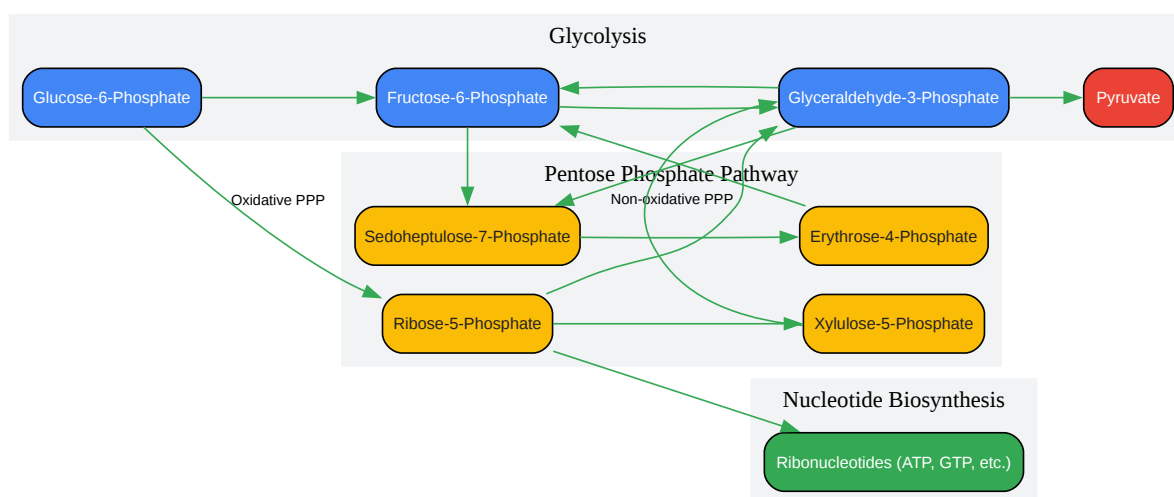 Glycolysis
Glucose-6-Phosphate
Fructose-6-Phosphate
Glyceraldehyde-3-Phosphate
Pyruvate
Pentose Phosphate Pathway
Oxidative PPP
Non-oxidative PPP
Sedoheptulose-7-Phosphate
Erythrose-4-Phosphate
Ribose-5-Phosphate
Xylulose-5-Phosphate
Nucleotide Biosynthesis
Ribonucleotides (ATP, GTP, etc.)